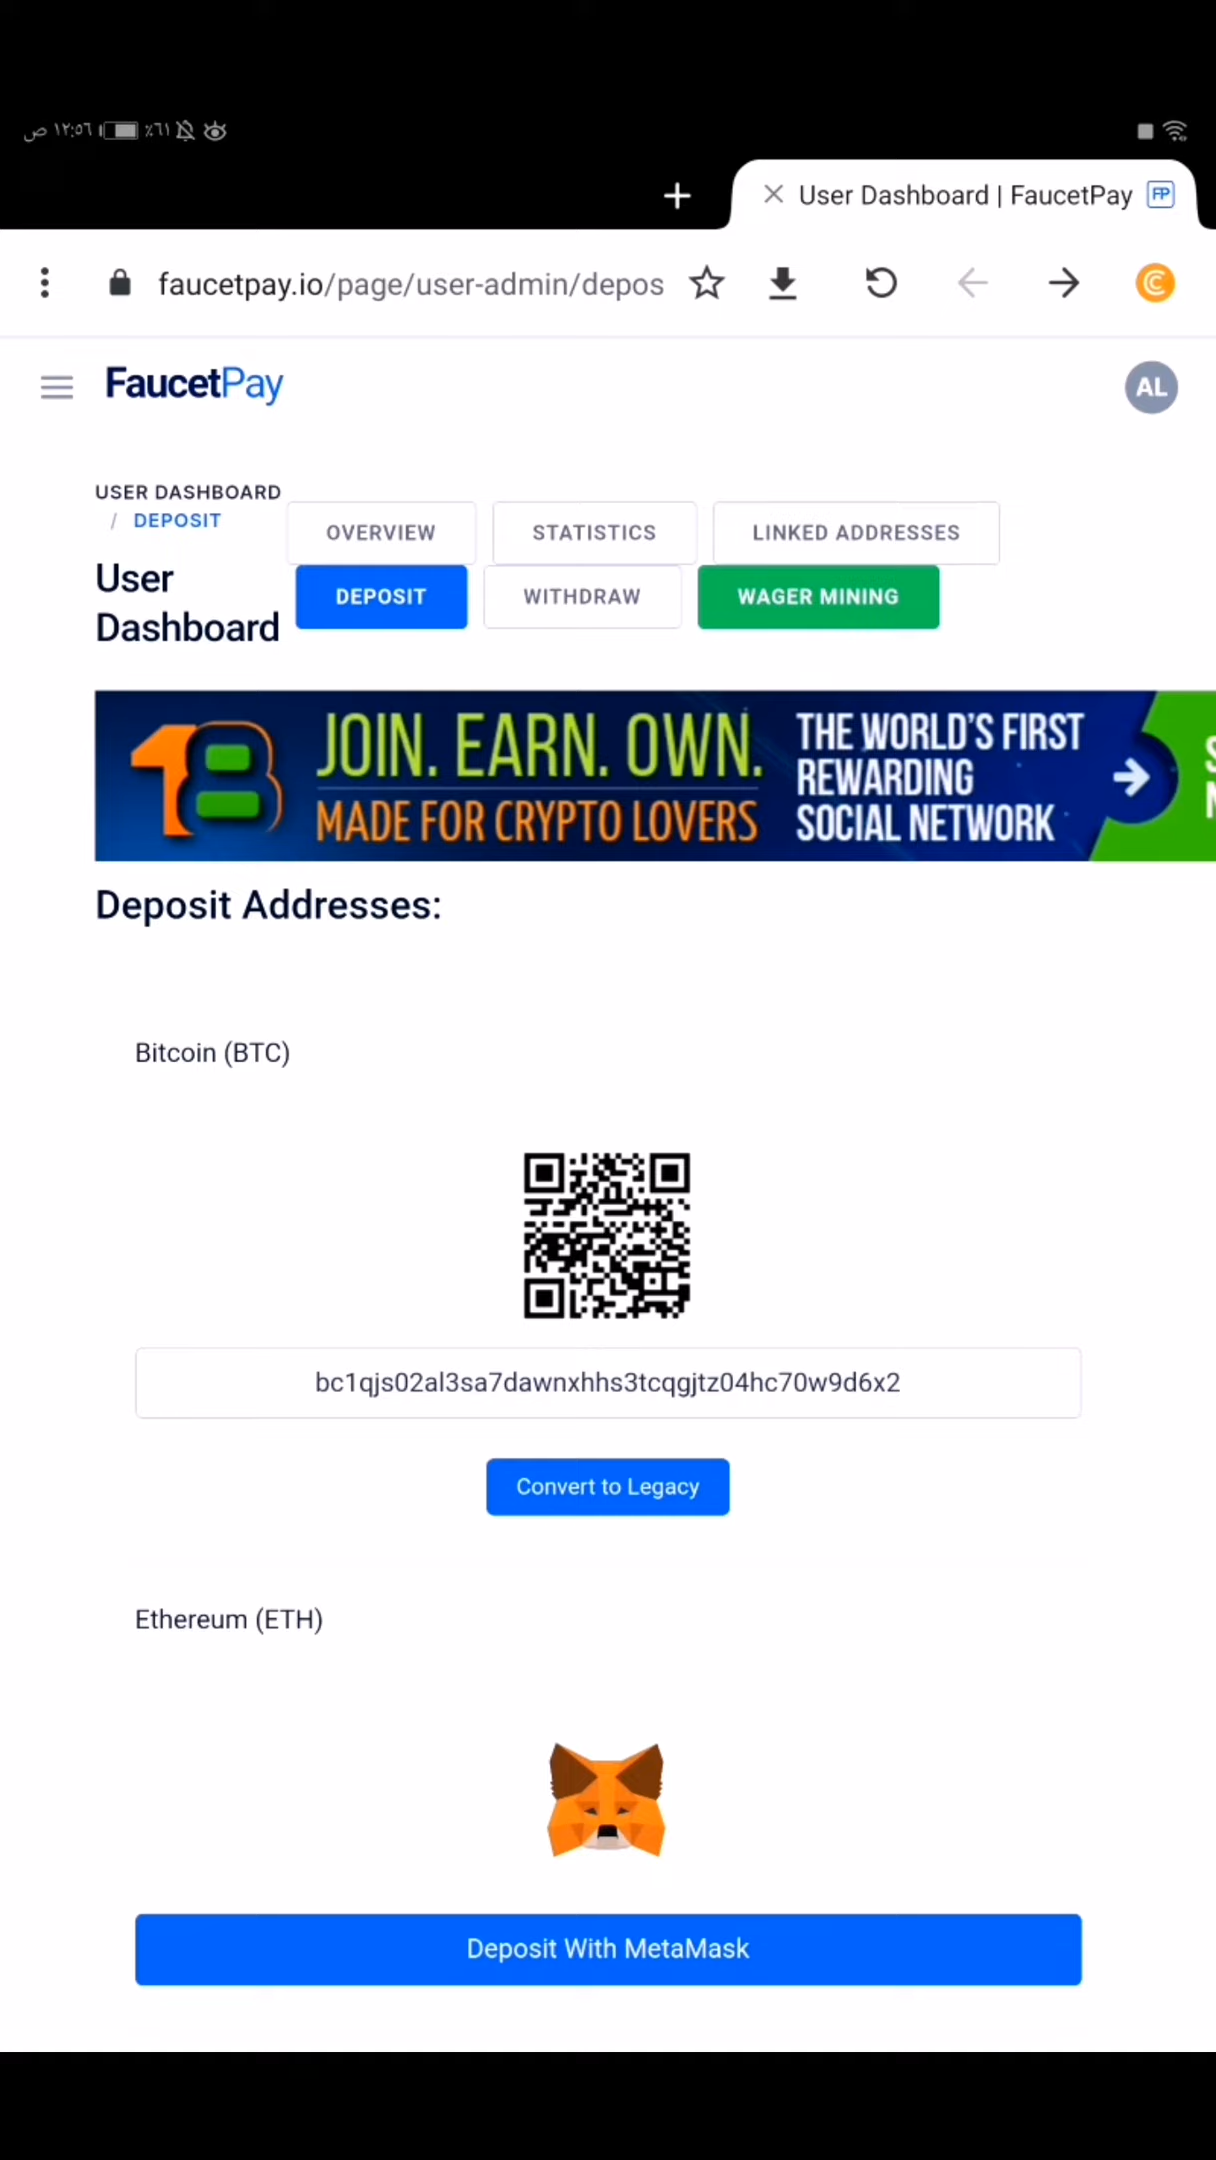 ص ١٢:٥٦ ٪٦١
User Dashboard | FaucetPay FP
faucetpay.io/page/user-admin/depos
FaucetPay
AL
USER DASHBOARD
/ DEPOSIT
User
Dashboard
OVERVIEW STATISTICS LINKED ADDRESSES
DEPOSIT WITHDRAW WAGER MINING
JOIN. EARN. OWN.
MADE FOR CRYPTO LOVERS
THE WORLD'S FIRST
REWARDING
SOCIAL NETWORK
Deposit Addresses:
Bitcoin (BTC)
bc1qjs02al3sa7dawnxhhs3tcqgjtz04hc70w9d6x2
Convert to Legacy
Ethereum (ETH)
Deposit With MetaMask